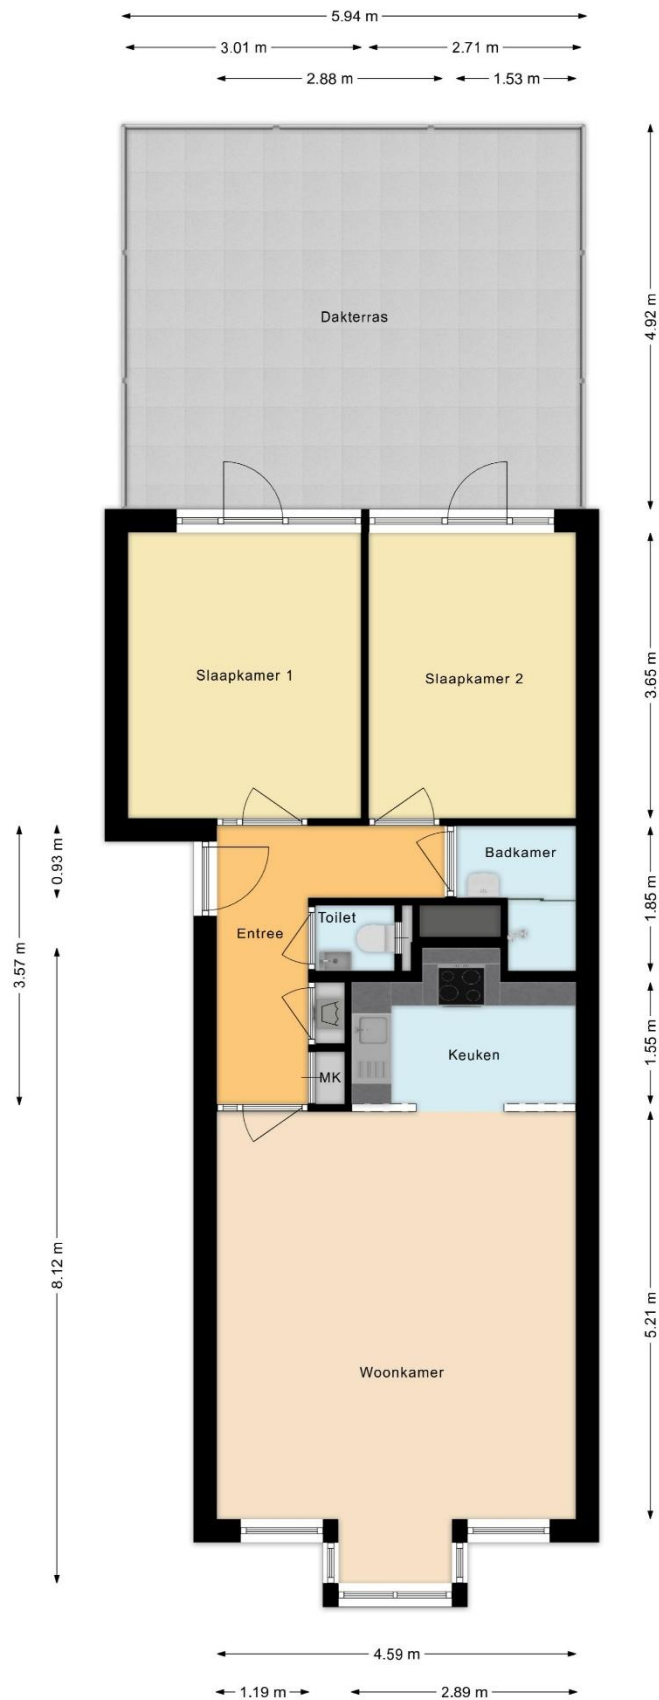 5.94 m
3.01 m
2.71 m
2.88 m
1.53 m
Dakterras
4.92 m
Slaapkamer 1
Slaapkamer 2
3.65 m
3.57 m
0.93 m
Badkamer
1.85 m
Toilet
Entree
Keuken
1.55 m
MK
8.12 m
5.21 m
Woonkamer
4.59 m
1.19 m
2.89 m